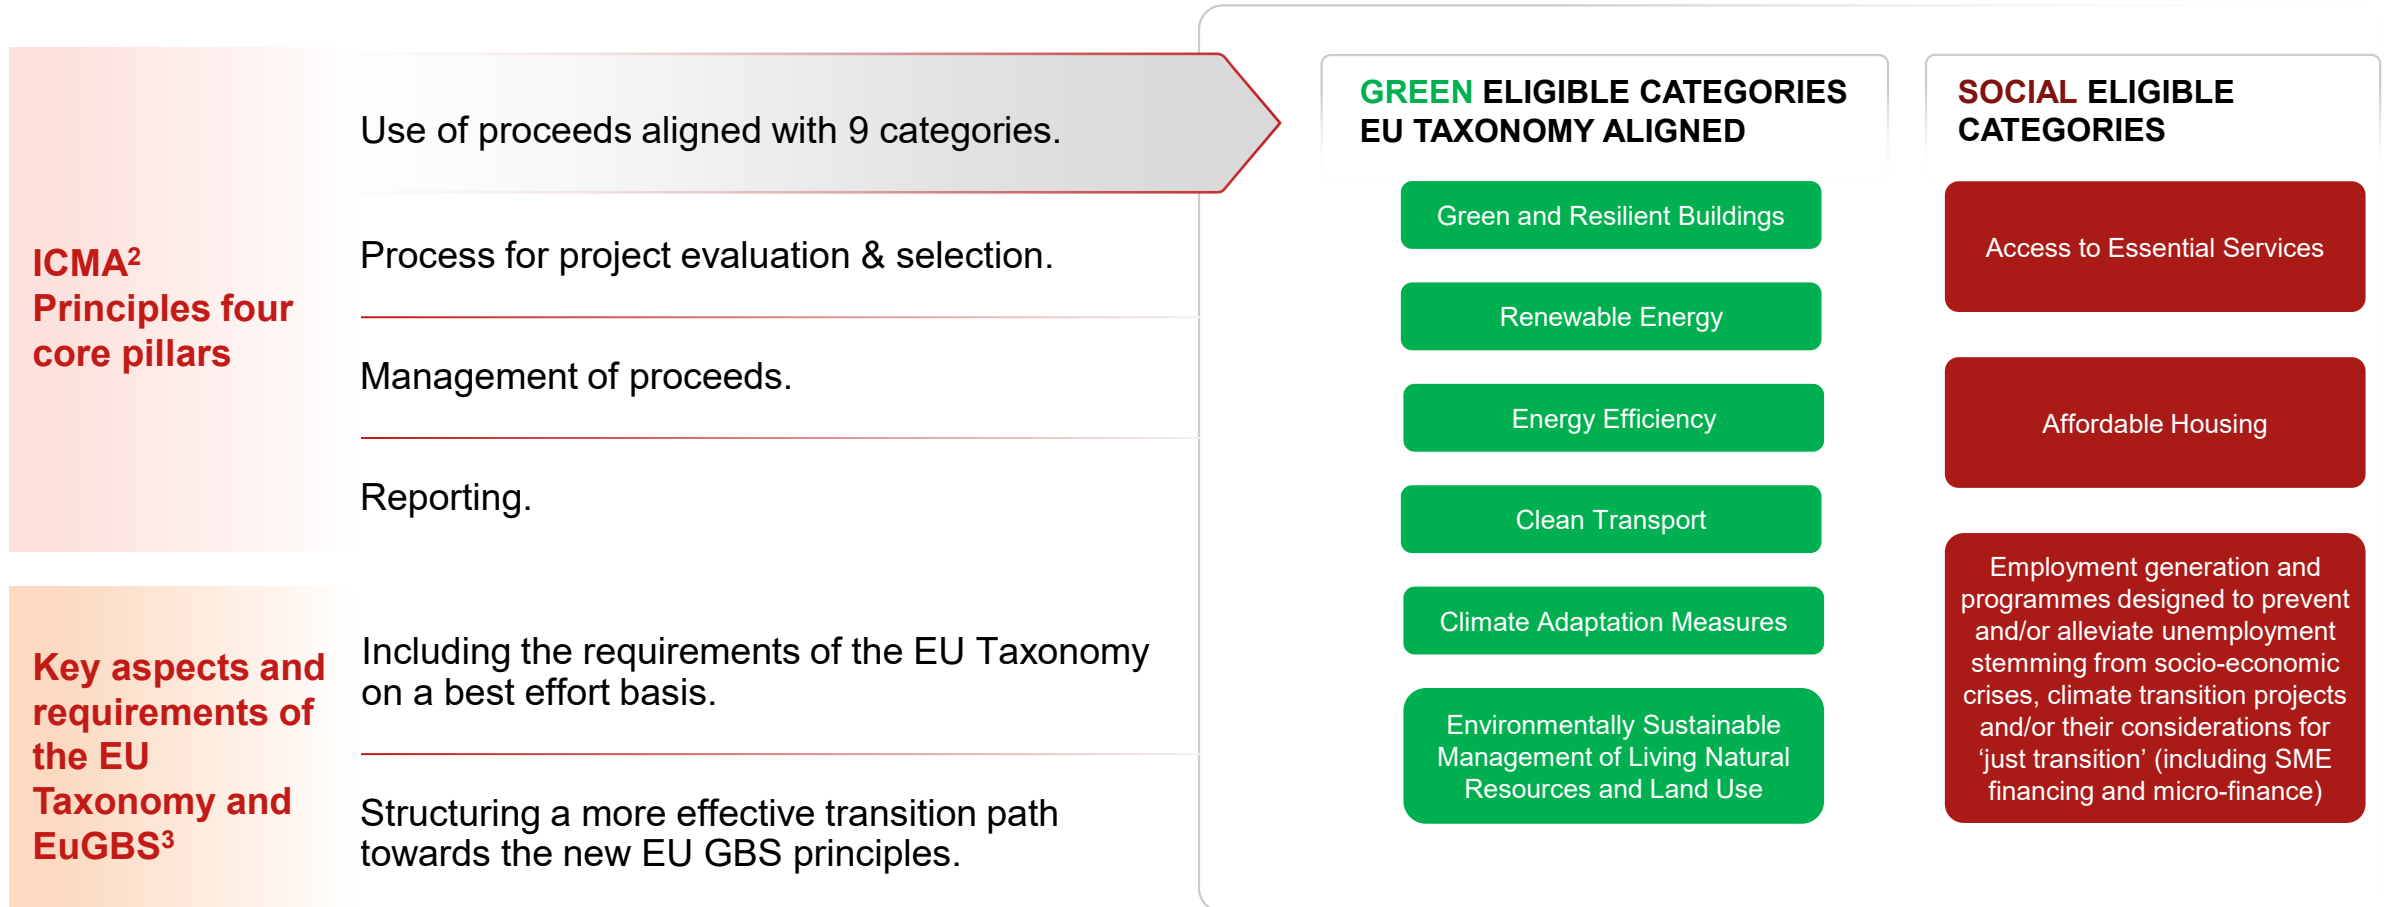 ICMA²
Principles four
core pillars
Use of proceeds aligned with 9 categories.
Process for project evaluation & selection.
Management of proceeds.
Reporting.
Key aspects and
requirements of
the EU
Taxonomy and
EuGBS³
Including the requirements of the EU Taxonomy
on a best effort basis.
Structuring a more effective transition path
towards the new EU GBS principles.
GREEN ELIGIBLE CATEGORIES
EU TAXONOMY ALIGNED
Green and Resilient Buildings
Renewable Energy
Energy Efficiency
Clean Transport
Climate Adaptation Measures
Environmentally Sustainable
Management of Living Natural
Resources and Land Use
SOCIAL ELIGIBLE
CATEGORIES
Access to Essential Services
Affordable Housing
Employment generation and
programmes designed to prevent
and/or alleviate unemployment
stemming from socio-economic
crises, climate transition projects
and/or their considerations for
‘just transition’ (including SME
financing and micro-finance)